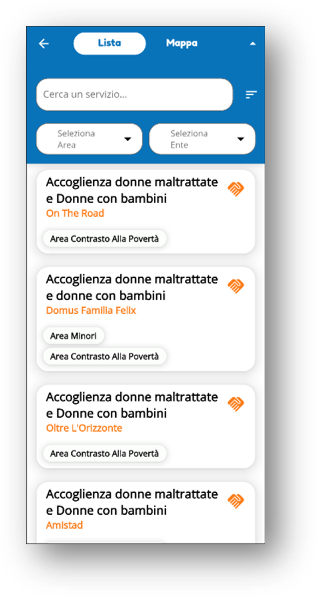 Lista
Mappa
Cerca un servizio...
Seleziona
Area
Seleziona
Ente
Accoglienza donne maltrattate
e Donne con bambini
On The Road
Area Contrasto Alla Povertà
Accoglienza donne maltrattate
e donne con bambini
Domus Familia Felix
Area Minori
Area Contrasto Alla Povertà
Accoglienza donne maltrattate
e Donne con bambini
Oltre L'Orizzonte
Area Contrasto Alla Povertà
Accoglienza donne maltrattate
e Donne con bambini
Amistad